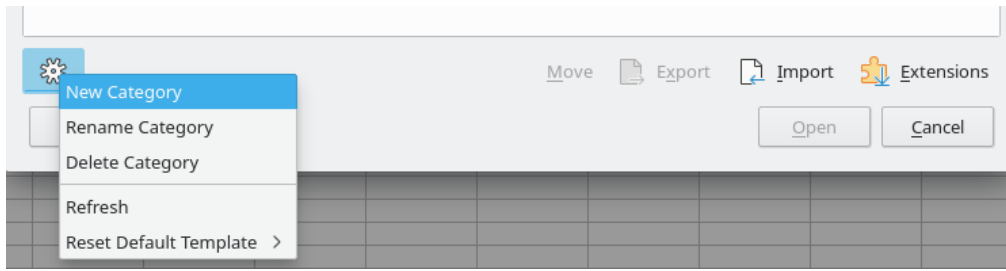 Move Export Import Extensions
New Category
Rename Category
Open Cancel
Delete Category
Refresh
Reset Default Template